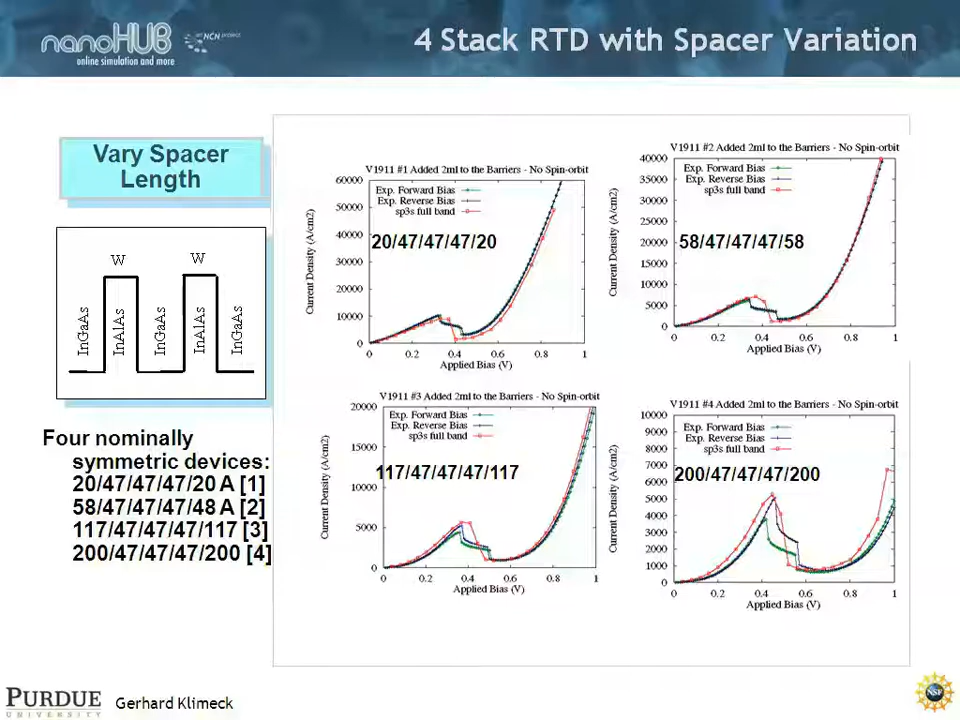 nanoHUB
an NCN project
online simulation and more
4 Stack RTD with Spacer Variation
Vary Spacer
Length
W
W
InGaAs
InAlAs
InGaAs
InAlAs
InGaAs
Four nominally
symmetric devices:
20/47/47/47/20 A [1]
58/47/47/47/48 A [2]
117/47/47/47/117 [3]
200/47/47/47/200 [4]
V1911 #1 Added 2ml to the Barriers - No Spin-orbit
Exp. Forward Bias
Exp. Reverse Bias
sp3s full band
20/47/47/47/20
Current Density (A/cm2)
60000
50000
40000
30000
20000
10000
0
0 0.2 0.4 0.6 0.8 1
Applied Bias (V)
V1911 #2 Added 2ml to the Barriers - No Spin-orbit
Exp. Forward Bias
Exp. Reverse Bias
sp3s full band
58/47/47/47/58
Current Density (A/cm2)
40000
35000
30000
25000
20000
15000
10000
5000
0
0 0.2 0.4 0.6 0.8 1
Applied Bias (V)
V1911 #3 Added 2ml to the Barriers - No Spin-orbit
Exp. Forward Bias
Exp. Reverse Bias
sp3s full band
117/47/47/47/117
Current Density (A/cm2)
20000
15000
10000
5000
0
0 0.2 0.4 0.6 0.8 1
Applied Bias (V)
V1911 #4 Added 2ml to the Barriers - No Spin-orbit
Exp. Forward Bias
Exp. Reverse Bias
sp3s full band
200/47/47/47/200
Current Density (A/cm2)
10000
9000
8000
7000
6000
5000
4000
3000
2000
1000
0
0 0.2 0.4 0.6 0.8 1
Applied Bias (V)
PURDUE
UNIVERSITY
Gerhard Klimeck
NSF